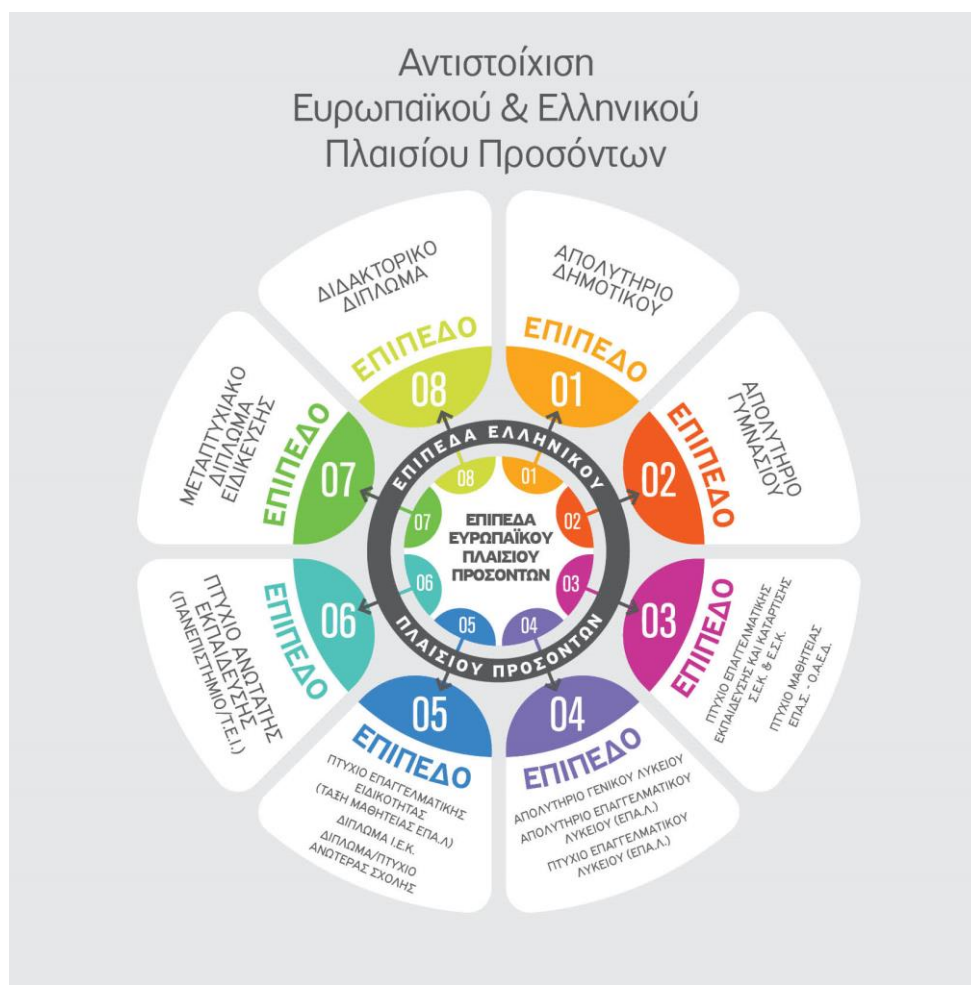 Αντιστοίχιση
Ευρωπαϊκού & Ελληνικού
Πλαισίου Προσόντων
ΑΠΟΛΥΤΗΡΙΟ
ΔΗΜΟΤΙΚΟΥ
ΕΠΙΠΕΔΟ
01
ΑΠΟΛΥΤΗΡΙΟ
ΓΥΜΝΑΣΙΟΥ
ΕΠΙΠΕΔΟ
02
ΕΠΙΠΕΔΟ
03
ΠΤΥΧΙΟ ΕΠΑΓΓΕΛΜΑΤΙΚΗΣ
ΕΚΠΑΙΔΕΥΣΗΣ ΚΑΙ ΚΑΤΑΡΤΙΣΗΣ
Σ.Ε.Κ. & Ε.Σ.Κ.
ΠΤΥΧΙΟ ΜΑΘΗΤΕΙΑΣ
ΕΠΑ.Σ. - Ο.Α.Ε.Δ.
04
ΕΠΙΠΕΔΟ
ΑΠΟΛΥΤΗΡΙΟ ΓΕΝΙΚΟΥ ΛΥΚΕΙΟΥ
ΑΠΟΛΥΤΗΡΙΟ ΕΠΑΓΓΕΛΜΑΤΙΚΟΥ
ΛΥΚΕΙΟΥ (ΕΠΑ.Λ.)
ΠΤΥΧΙΟ ΕΠΑΓΓΕΛΜΑΤΙΚΟΥ
ΛΥΚΕΙΟΥ (ΕΠΑ.Λ.)
05
ΕΠΙΠΕΔΟ
ΠΤΥΧΙΟ ΕΠΑΓΓΕΛΜΑΤΙΚΗΣ
ΕΙΔΙΚΟΤΗΤΑΣ
(ΤΑΞΗ ΜΑΘΗΤΕΙΑΣ ΕΠΑ.Λ)
ΔΙΠΛΩΜΑ Ι.Ε.Κ.
ΔΙΠΛΩΜΑ/ΠΤΥΧΙΟ
ΑΝΩΤΕΡΑΣ ΣΧΟΛΗΣ
06
ΕΠΙΠΕΔΟ
ΠΤΥΧΙΟ ΑΝΩΤΑΤΗΣ
ΕΚΠΑΙΔΕΥΣΗΣ
(ΠΑΝΕΠΙΣΤΗΜΙΟ/Τ.Ε.Ι.)
ΜΕΤΑΠΤΥΧΙΑΚΟ
ΔΙΠΛΩΜΑ
ΕΙΔΙΚΕΥΣΗΣ
ΕΠΙΠΕΔΟ
07
ΔΙΔΑΚΤΟΡΙΚΟ
ΔΙΠΛΩΜΑ
ΕΠΙΠΕΔΟ
08
ΕΠΙΠΕΔΑ ΕΛΛΗΝΙΚΟΥ
ΠΛΑΙΣΙΟΥ ΠΡΟΣΟΝΤΩΝ
01
02
03
04
05
06
07
08
ΕΠΙΠΕΔΑ
ΕΥΡΩΠΑΪΚΟΥ
ΠΛΑΙΣΙΟΥ
ΠΡΟΣΟΝΤΩΝ